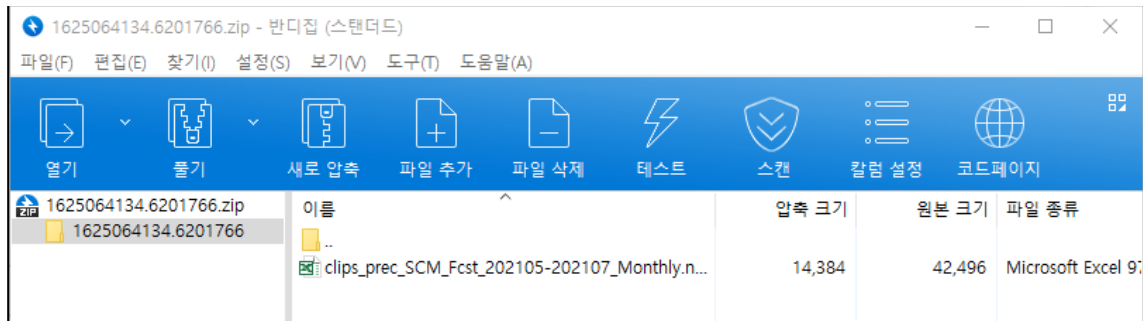 1625064134.6201766.zip - 반디집 (스탠더드)
파일(F) 편집(E) 찾기(I) 설정(S) 보기(V) 도구(T) 도움말(A)
열기 풀기 새로 압축 파일 추가 파일 삭제 테스트 스캔 칼럼 설정 코드페이지
ZIP 1625064134.6201766.zip 이름 압축 크기 원본 크기 파일 종류
1625064134.6201766 ..
clips_prec_SCM_Fcst_202105-202107_Monthly.n... 14,384 42,496 Microsoft Excel 97